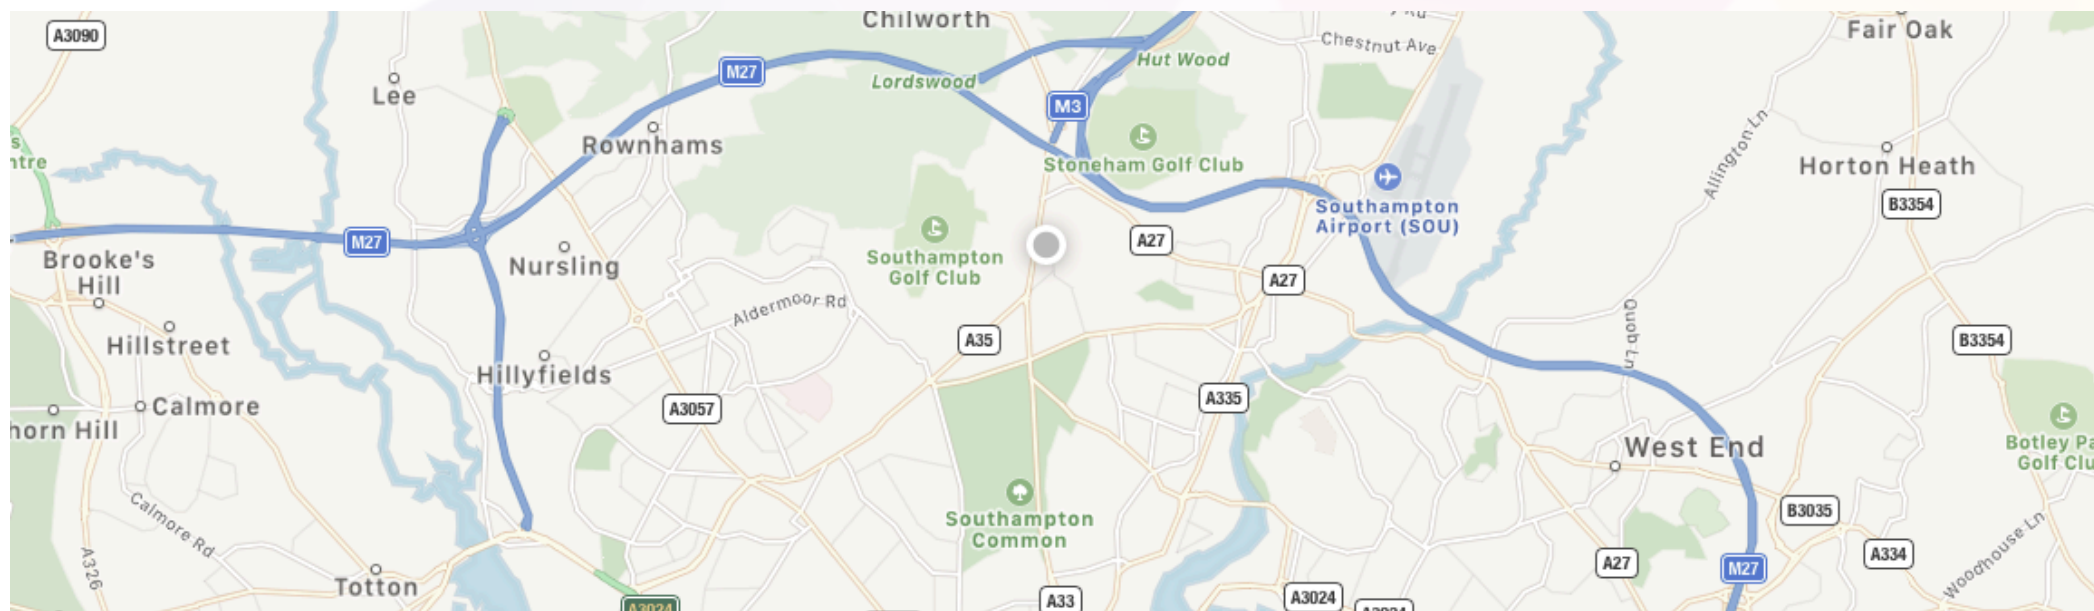 Chilworth
Fair Oak
A3090
Chestnut Ave
Hut Wood
M27
Lordswood
Lee
M3
Rownhams
Stoneham Golf Club
Allington Ln
Horton Heath
Southampton
Airport (SOU)
B3354
M27
A27
Brooke's
Hill
Nursling
Southampton
Golf Club
A27
Aldermoor Rd
Quob Ln
Hillstreet
A35
B3354
Hillyfields
Calmore
A3057
A335
horn Hill
West End
Botley Pa
Golf Clu
Calmore Rd
Southampton
Common
B3035
A326
Totton
A27
A334
M27
Woodhouse Ln
A3024
A33
A3024